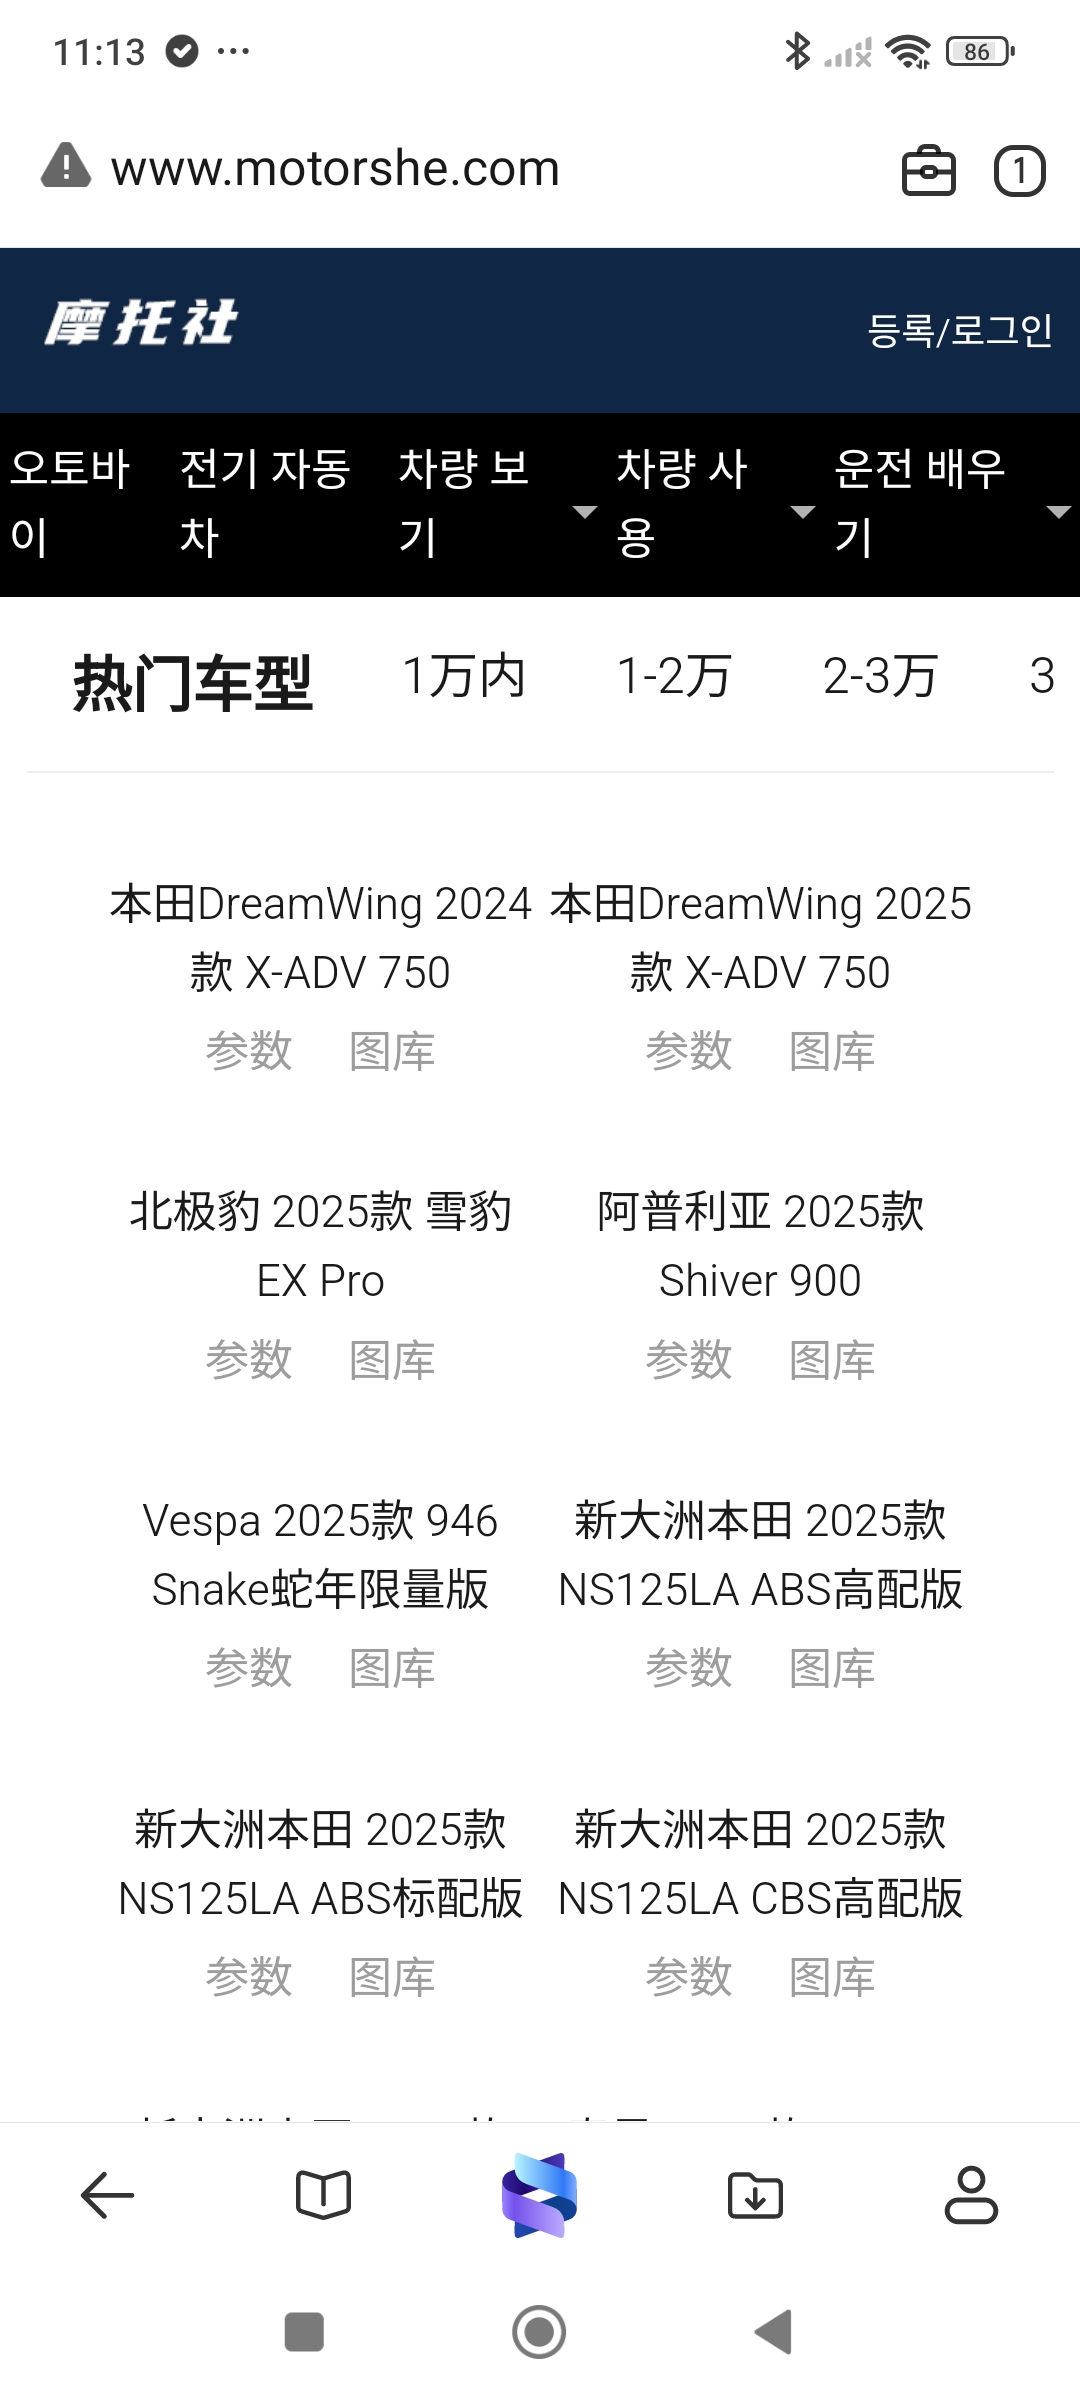 11:13
86
www.motorshe.com
1
摩托社
등록/로그인
오토바이
전기 자동차
차량 보기
차량 사용
운전 배우기
热门车型 1万内 1-2万 2-3万 3
本田DreamWing 2024 本田DreamWing 2025
款 X-ADV 750 款 X-ADV 750
参数 图库 参数 图库
北极豹 2025款 雪豹 阿普利亚 2025款
EX Pro Shiver 900
参数 图库 参数 图库
Vespa 2025款 946 新大洲本田 2025款
Snake蛇年限量版 NS125LA ABS高配版
参数 图库 参数 图库
新大洲本田 2025款 新大洲本田 2025款
NS125LA ABS标配版 NS125LA CBS高配版
参数 图库 参数 图库